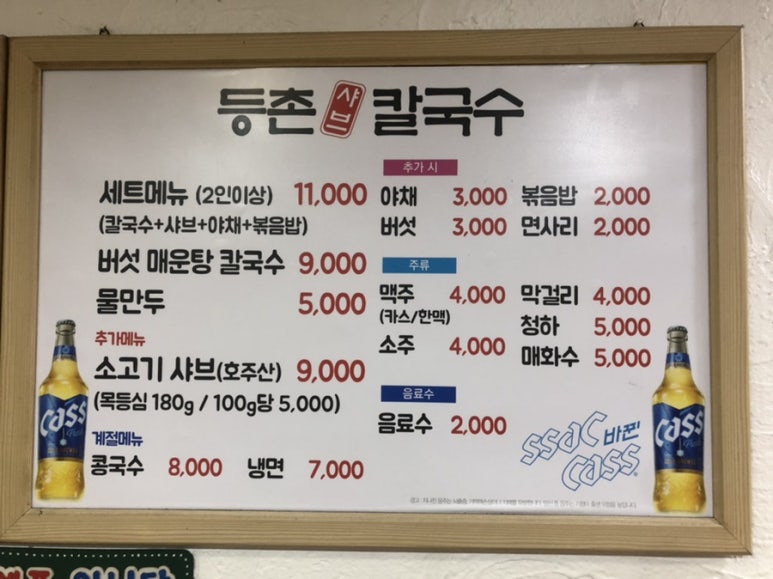 등촌 샤브 칼국수
세트메뉴 (2인이상) 11,000
(칼국수+샤브+야채+볶음밥)
버섯 매운탕 칼국수 9,000
물만두 5,000
추가메뉴
소고기 샤브(호주산) 9,000
(목등심 180g / 100g당 5,000)
계절메뉴
콩국수 8,000 냉면 7,000
추가 시
야채 3,000 볶음밥 2,000
버섯 3,000 면사리 2,000
주류
맥주 4,000 막걸리 4,000
(카스/한맥)
청하 5,000
소주 4,000
매화수 5,000
음료수
음료수 2,000
ssac 바뀐
cass
Cass
Cass